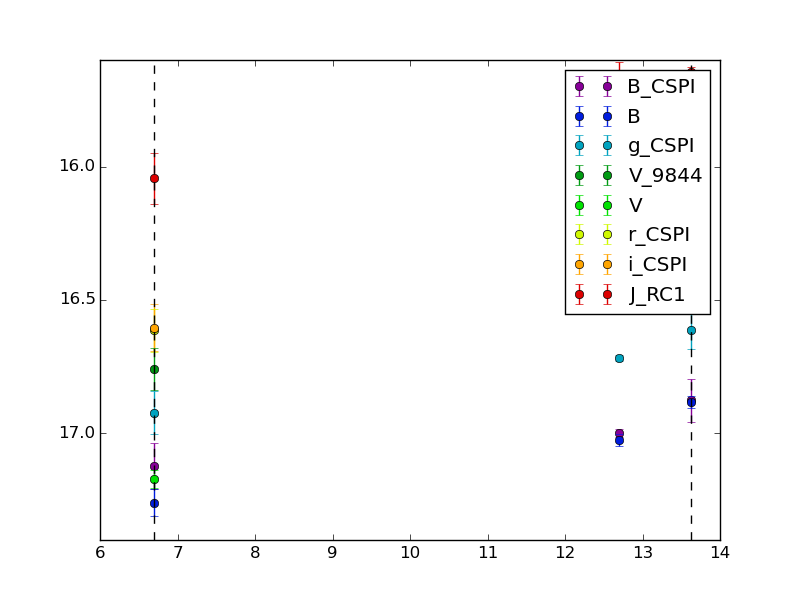 B_CSPI
B
g_CSPI
V_9844
V
r_CSPI
i_CSPI
J_RC1
16.0
16.5
17.0
6 7 8 9 10 11 12 13 14